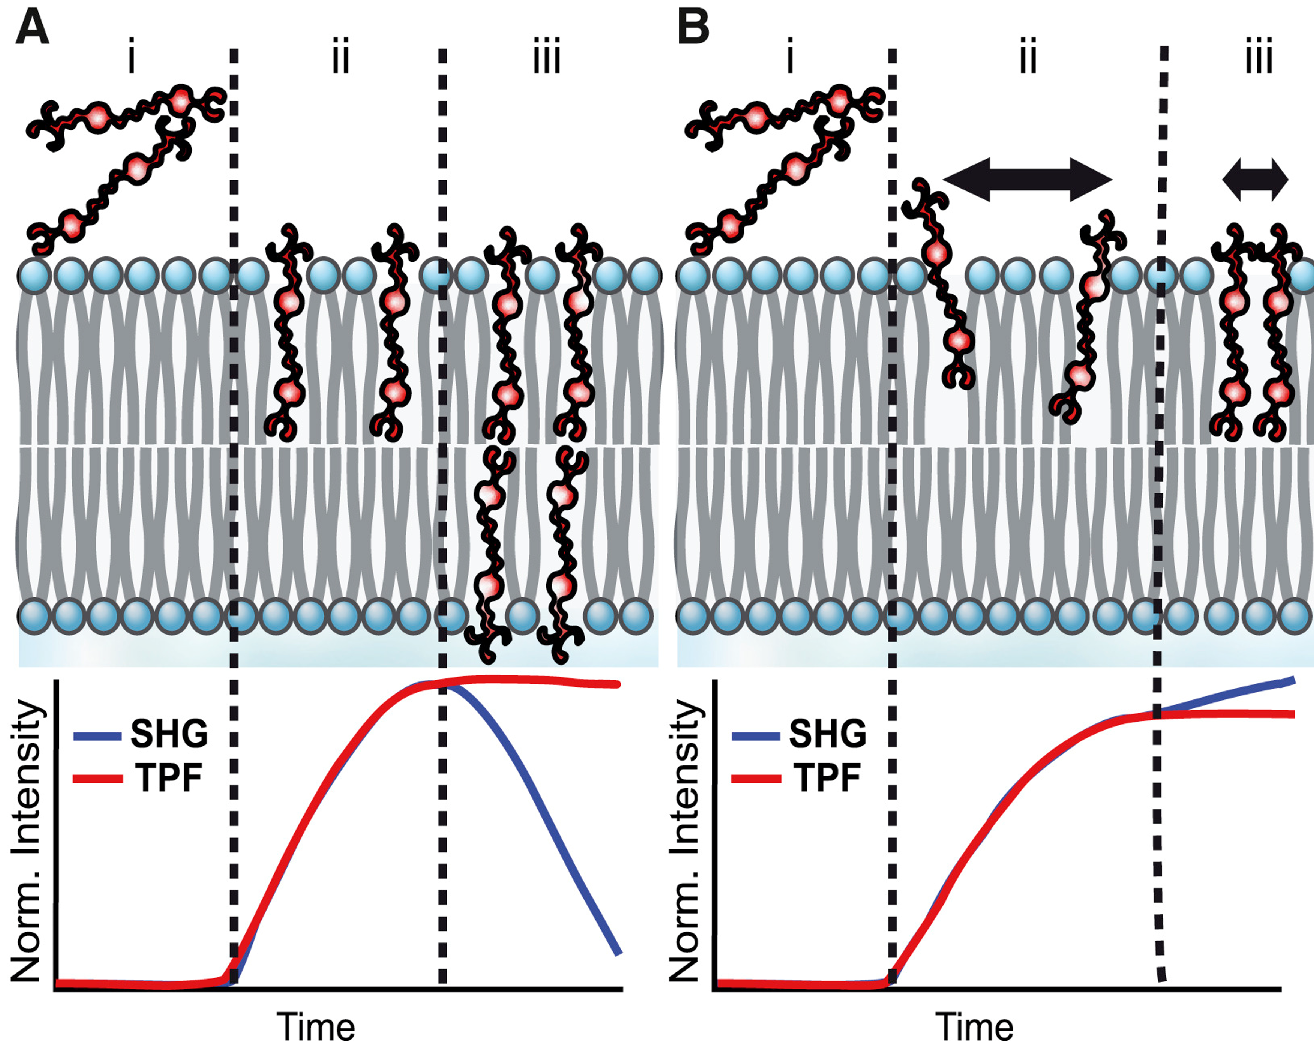 A
i ii iii
SHG
TPF
Norm. Intensity
Time
B
i ii iii
SHG
TPF
Norm. Intensity
Time